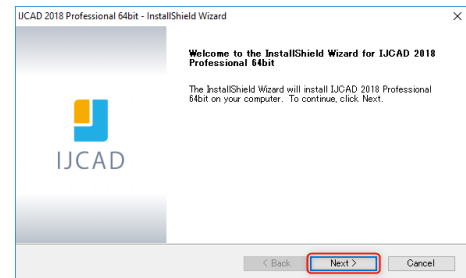 IJCAD 2018 Professional 64bit - InstallShield Wizard
Welcome to the InstallShield Wizard for IJCAD 2018
Professional 64bit
The InstallShield Wizard will install IJCAD 2018 Professional
64bit on your computer. To continue, click Next.
IJCAD
< Back
Next >
Cancel